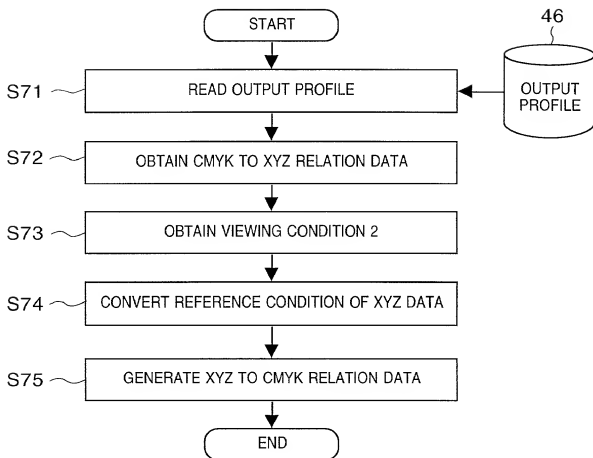 START
46
S71
READ OUTPUT PROFILE
OUTPUT
PROFILE
S72
OBTAIN CMYK TO XYZ RELATION DATA
S73
OBTAIN VIEWING CONDITION 2
S74
CONVERT REFERENCE CONDITION OF XYZ DATA
S75
GENERATE XYZ TO CMYK RELATION DATA
END